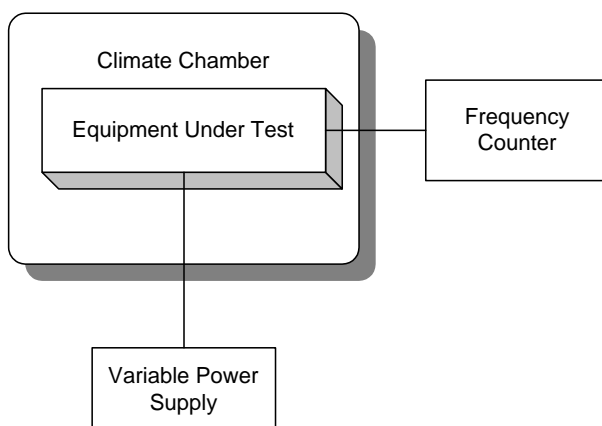 Climate Chamber
Equipment Under Test
Frequency
Counter
Variable Power
Supply